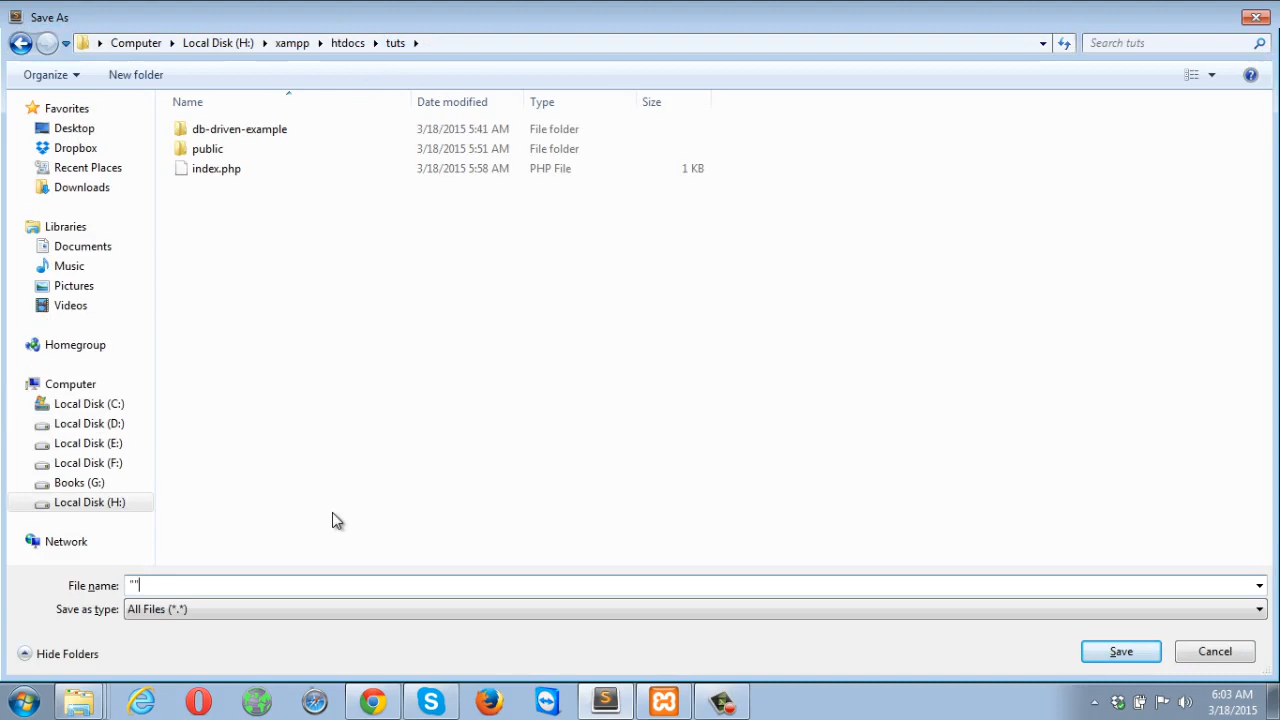 Save As
Computer Local Disk (H:) xampp htdocs tuts
Search tuts
Organize New folder
Name Date modified Type Size
db-driven-example 3/18/2015 5:41 AM File folder
public 3/18/2015 5:51 AM File folder
index.php 3/18/2015 5:58 AM PHP File 1 KB
Favorites
Desktop
Dropbox
Recent Places
Downloads
Libraries
Documents
Music
Pictures
Videos
Homegroup
Computer
Local Disk (C:)
Local Disk (D:)
Local Disk (E:)
Local Disk (F:)
Books (G:)
Local Disk (H:)
Network
File name: ""
Save as type: All Files (*.*)
Hide Folders
Save Cancel
6:03 AM
3/18/2015